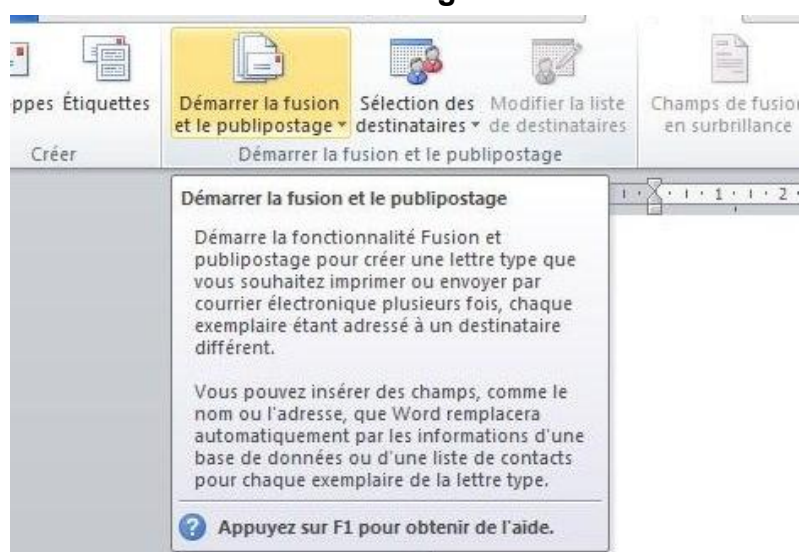 Étiquettes
Démarrer la fusion
et le publipostage
Sélection des
destinataires
Modifier la liste
de destinataires
Champs de fusion
en surbrillance
Créer
Démarrer la fusion et le publipostage
1 2
Démarrer la fusion et le publipostage
Démarre la fonctionnalité Fusion et
publipostage pour créer une lettre type que
vous souhaitez imprimer ou envoyer par
courrier électronique plusieurs fois, chaque
exemplaire étant adressé à un destinataire
différent.
Vous pouvez insérer des champs, comme le
nom ou l'adresse, que Word remplacera
automatiquement par les informations d'une
base de données ou d'une liste de contacts
pour chaque exemplaire de la lettre type.
Appuyez sur F1 pour obtenir de l'aide.